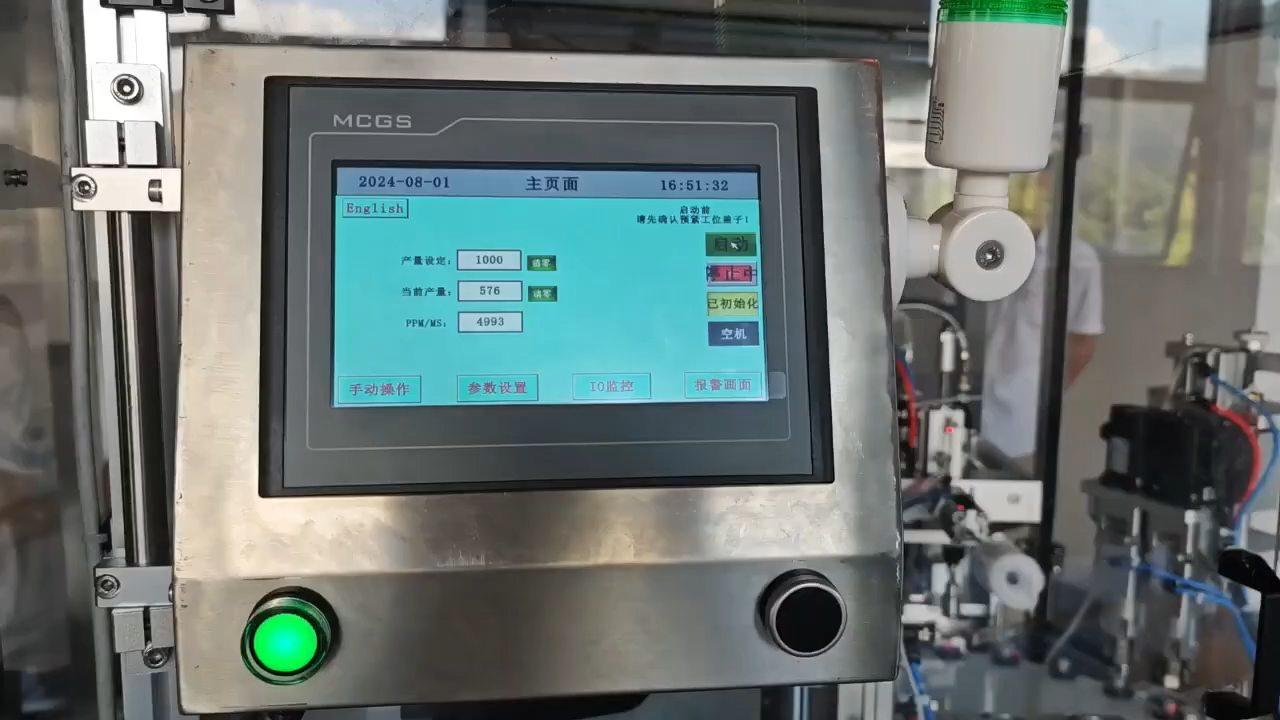 MCGS
2024-08-01 主页面 16:51:32
English
启动前
请先确认预紧工位盖子!
启动
产量设定: 1000 清零
停止中
当前产量: 576 清零
已初始化
PPM/MS: 4993
空机
手动操作 参数设置 IO监控 报警画面